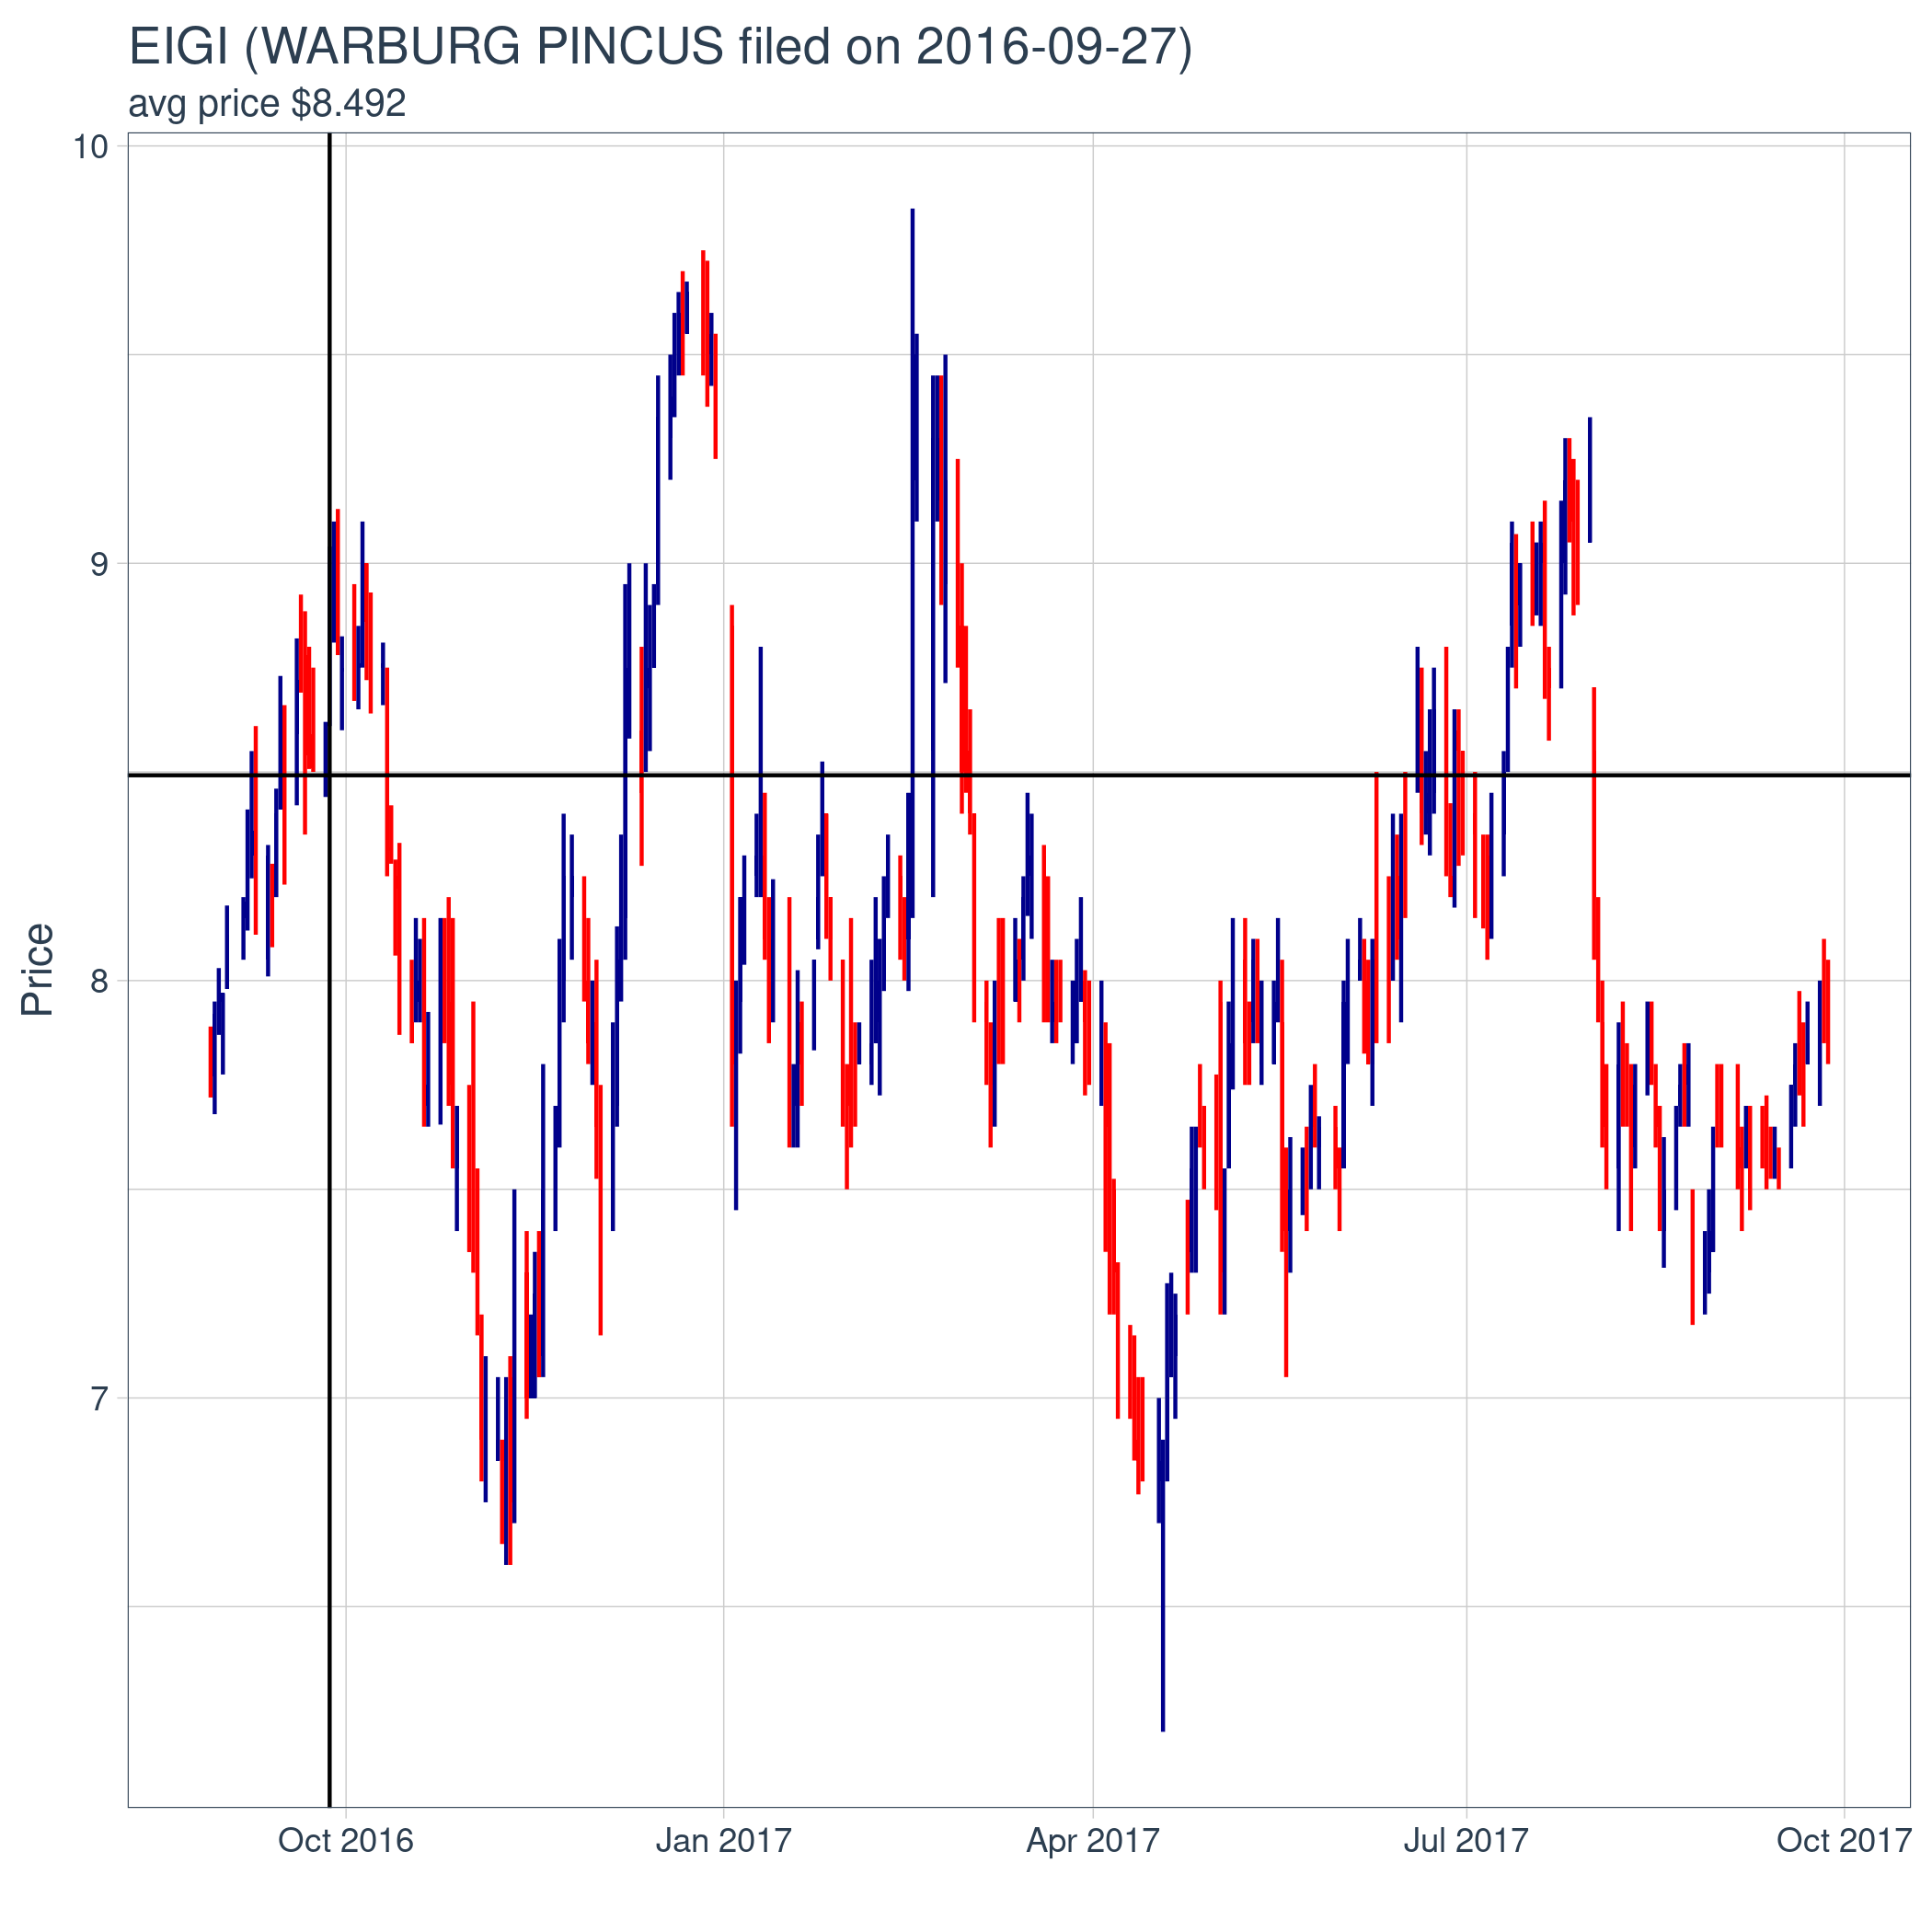 EIGI (WARBURG PINCUS filed on 2016-09-27)
avg price $8.492
10
9
8
7
Price
Oct 2016
Jan 2017
Apr 2017
Jul 2017
Oct 2017